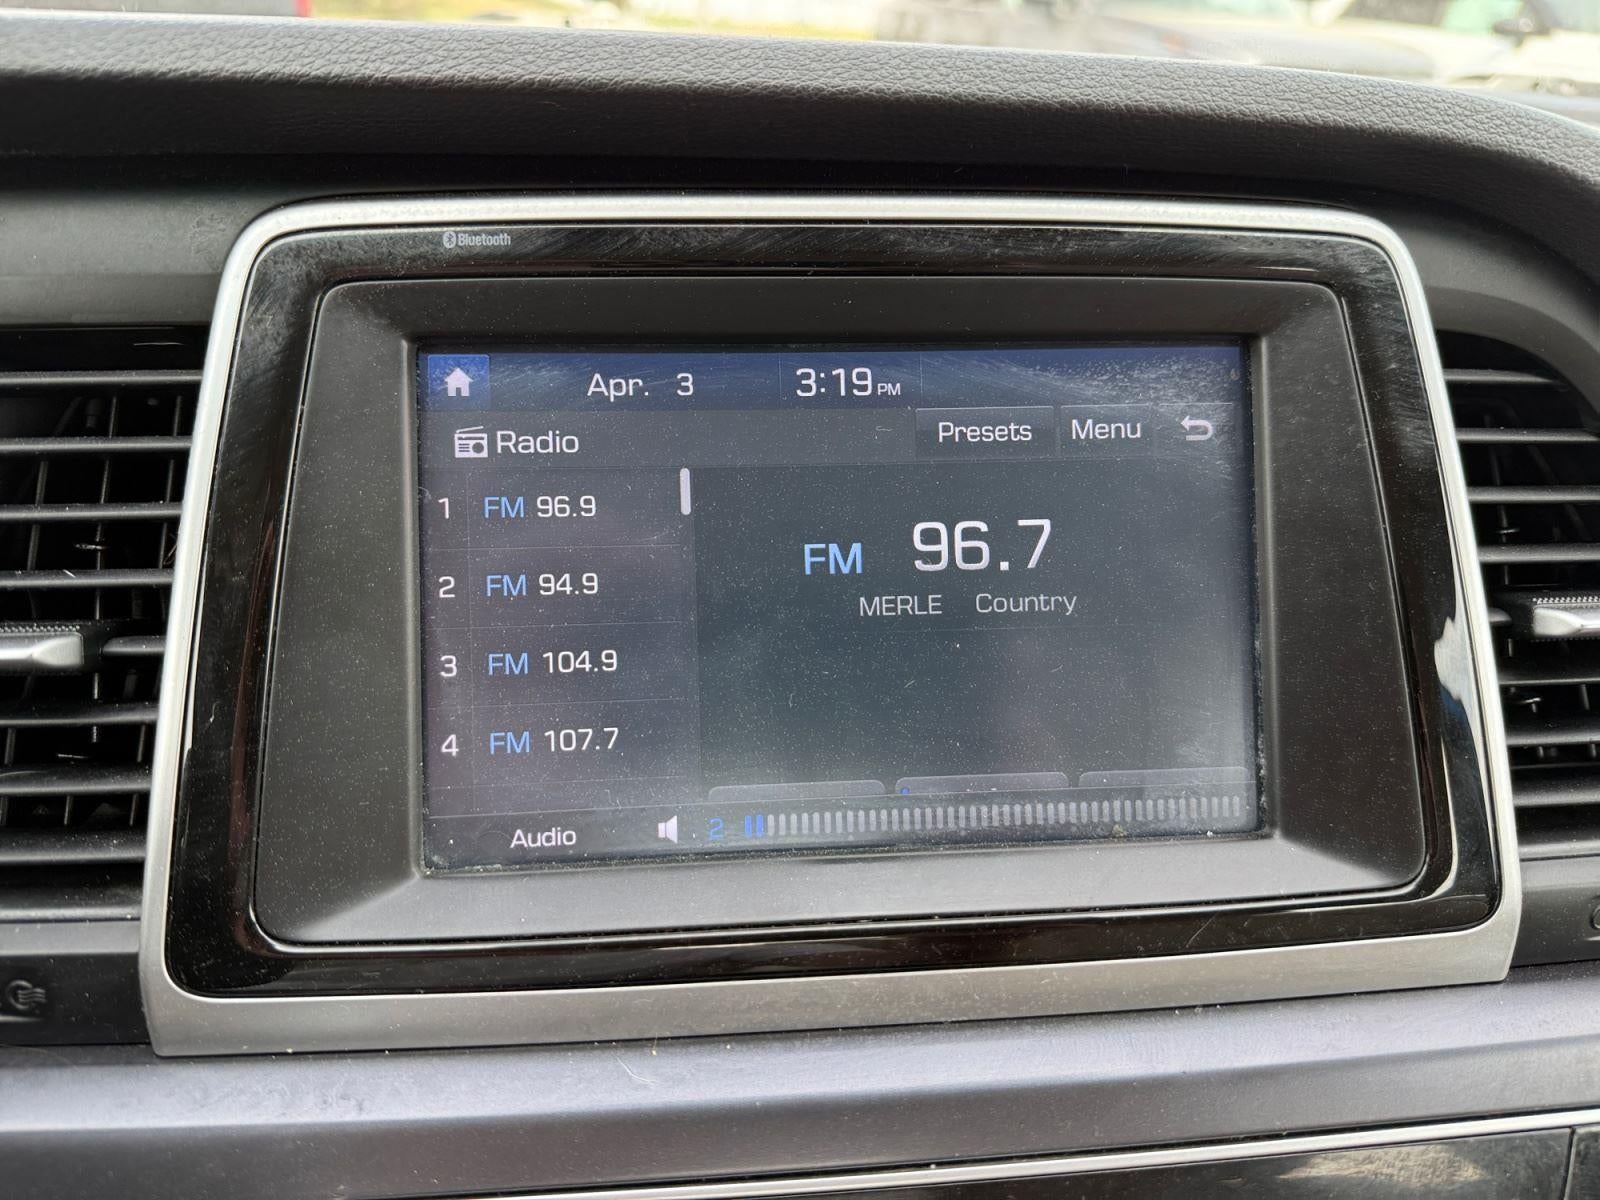 Bluetooth
Apr. 3 3:19 PM
Radio Presets Menu
1 FM 96.9
2 FM 94.9
3 FM 104.9
4 FM 107.7
FM 96.7
MERLE Country
Audio 2